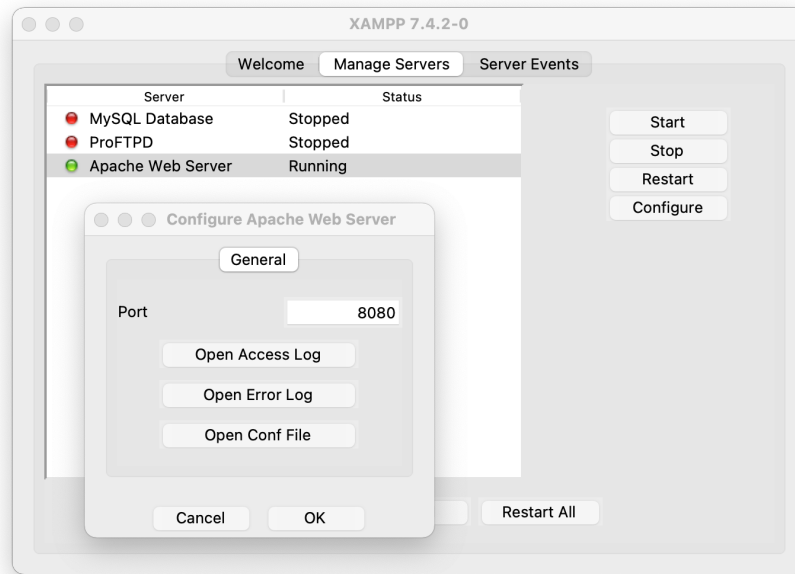 XAMPP 7.4.2-0
Welcome Manage Servers Server Events
Server Status
MySQL Database Stopped
ProFTPD Stopped
Apache Web Server Running
Start
Stop
Restart
Configure
Configure Apache Web Server
General
Port 8080
Open Access Log
Open Error Log
Open Conf File
Cancel OK
Restart All